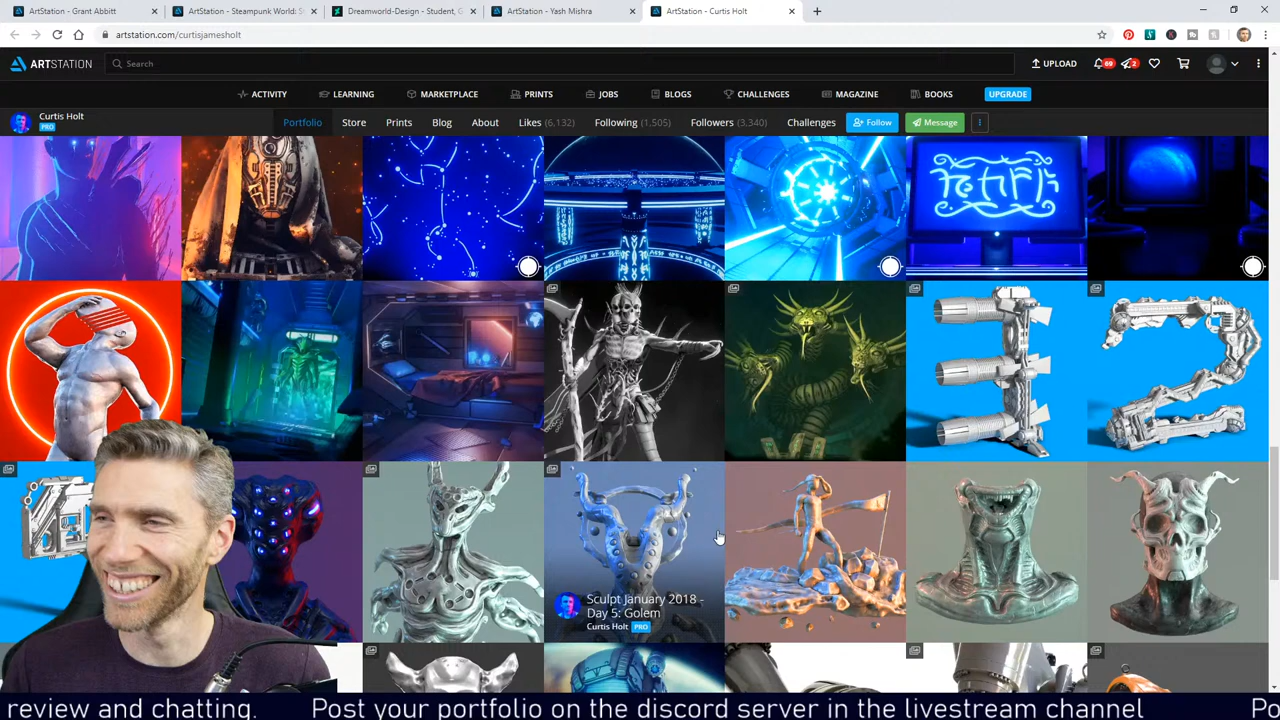 ArtStation - Grant Abbitt
ArtStation - Steampunk World: S
Dreamworld-Design - Student, G
ArtStation - Yash Mishra
ArtStation - Curtis Holt
artstation.com/curtisjamesholt
ARTSTATION
Search
UPLOAD
69
2
ACTIVITY
LEARNING
MARKETPLACE
PRINTS
JOBS
BLOGS
CHALLENGES
MAGAZINE
BOOKS
UPGRADE
Curtis Holt
PRO
Portfolio
Store
Prints
Blog
About
Likes (6,132)
Following (1,505)
Followers (3,340)
Challenges
Follow
Message
Sculpt January 2018 -
Day 5: Golem
Curtis Holt PRO
review and chatting. Post your portfolio on the discord server in the livestream channel Po